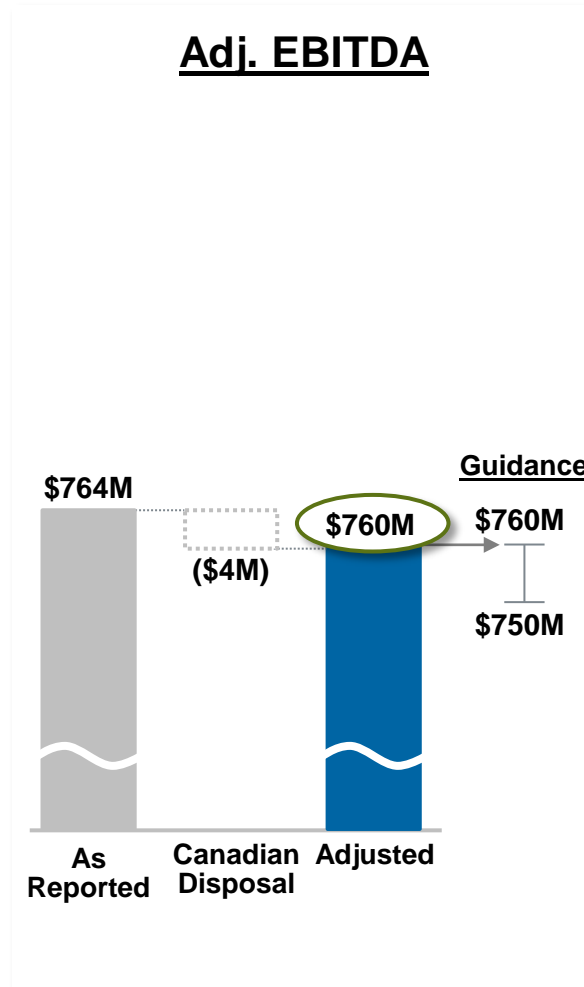 Adj. EBITDA
Guidance
$764M
$760M
$760M
($4M)
$750M
As
Reported
Canadian
Disposal
Adjusted